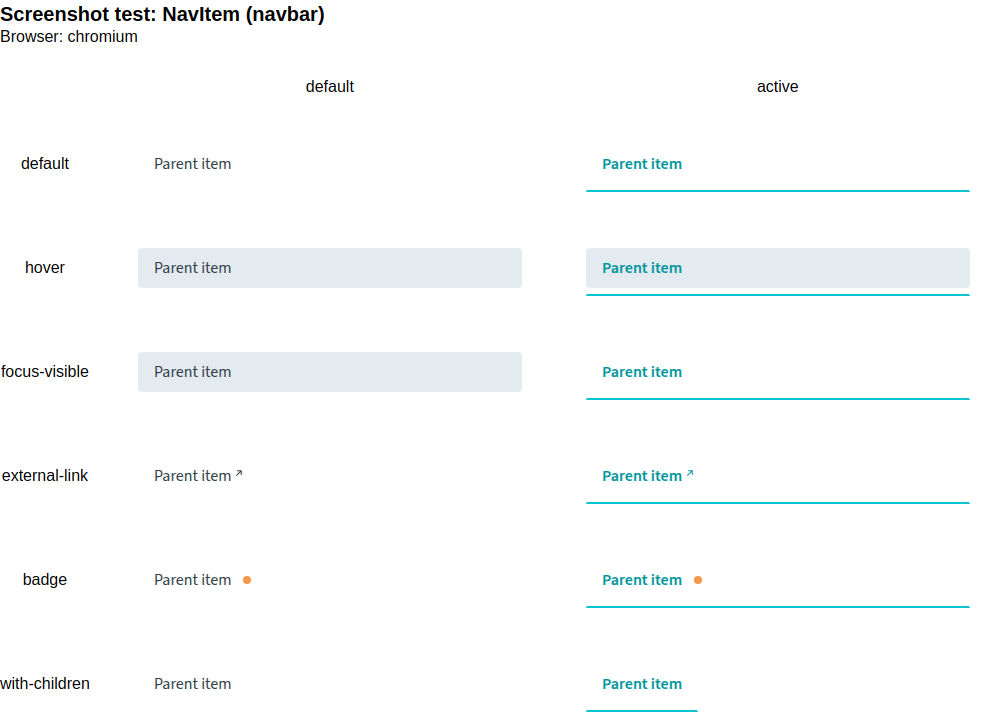 Screenshot test: NavItem (navbar)
Browser: chromium
default active
default Parent item Parent item
hover Parent item Parent item
focus-visible Parent item Parent item
external-link Parent item Parent item
badge Parent item Parent item
with-children Parent item Parent item